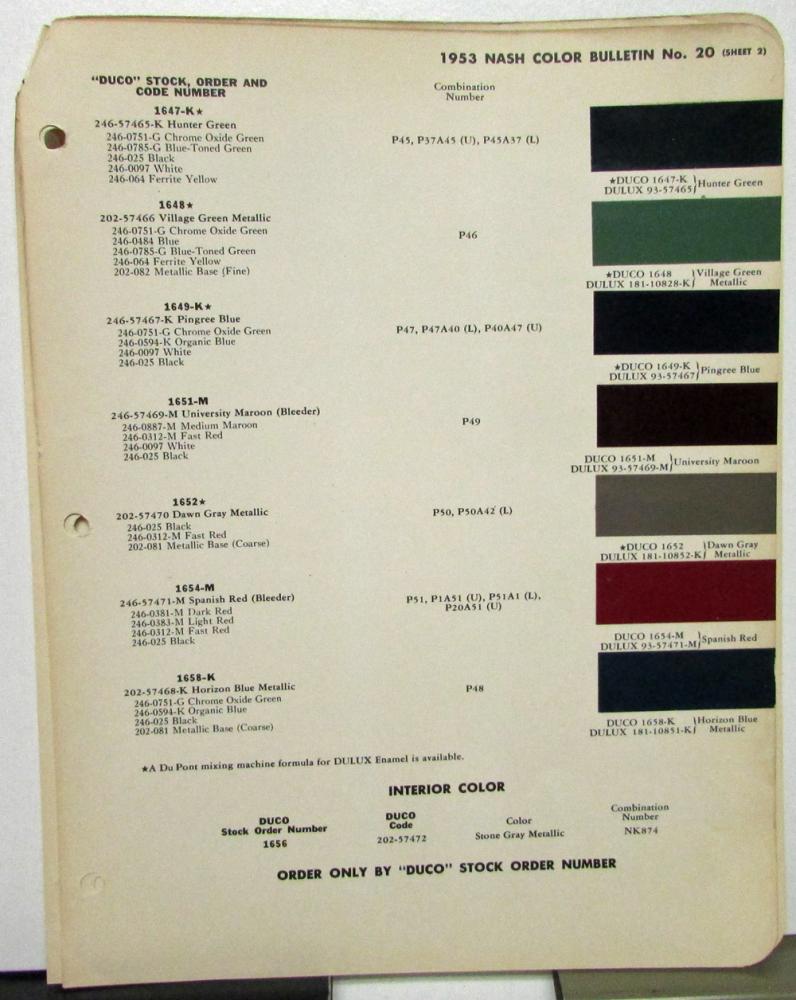 1953 NASH COLOR BULLETIN No. 20 (SHEET 2)
"DUCO" STOCK, ORDER AND
CODE NUMBER
Combination
Number
1647-K★
246-57465-K Hunter Green
246-0751-G Chrome Oxide Green
246-0785-G Blue-Toned Green
246-025 Black
246-0097 White
246-064 Ferrite Yellow
P45, P37A45 (U), P45A37 (L)
★DUCO 1647-K
DULUX 93-57465
Hunter Green
1648★
202-57466 Village Green Metallic
246-0751-G Chrome Oxide Green
246-0484 Blue
246-0785-G Blue-Toned Green
246-064 Ferrite Yellow
202-082 Metallic Base (Fine)
P46
★DUCO 1648
DULUX 181-10828-K
Village Green
Metallic
1649-K★
246-57467-K Pingree Blue
246-0751-G Chrome Oxide Green
246-0594-K Organic Blue
246-0097 White
246-025 Black
P47, P47A40 (L), P40A47 (U)
★DUCO 1649-K
DULUX 93-57467
Pingree Blue
1651-M
246-57469-M University Maroon (Bleeder)
246-0887-M Medium Maroon
246-0312-M Fast Red
246-0097 White
246-025 Black
P49
DUCO 1651-M
DULUX 93-57469-M
University Maroon
1652★
202-57470 Dawn Gray Metallic
246-025 Black
246-0312-M Fast Red
202-081 Metallic Base (Coarse)
P50, P50A42 (L)
★DUCO 1652
DULUX 181-10852-K
Dawn Gray
Metallic
1654-M
246-57471-M Spanish Red (Bleeder)
246-0381-M Dark Red
246-0383-M Light Red
246-0312-M Fast Red
246-025 Black
P51, P1A51 (U), P51A1 (L),
P20A51 (U)
DUCO 1654-M
DULUX 93-57471-M
Spanish Red
1658-K
202-57468-K Horizon Blue Metallic
246-0751-G Chrome Oxide Green
246-0594-K Organic Blue
246-025 Black
202-081 Metallic Base (Coarse)
P48
DUCO 1658-K
DULUX 181-10851-K
Horizon Blue
Metallic
★A Du Pont mixing machine formula for DULUX Enamel is available.
INTERIOR COLOR
DUCO
Stock Order Number
1656
DUCO
Code
202-57472
Color
Stone Gray Metallic
Combination
Number
NK874
ORDER ONLY BY "DUCO" STOCK ORDER NUMBER